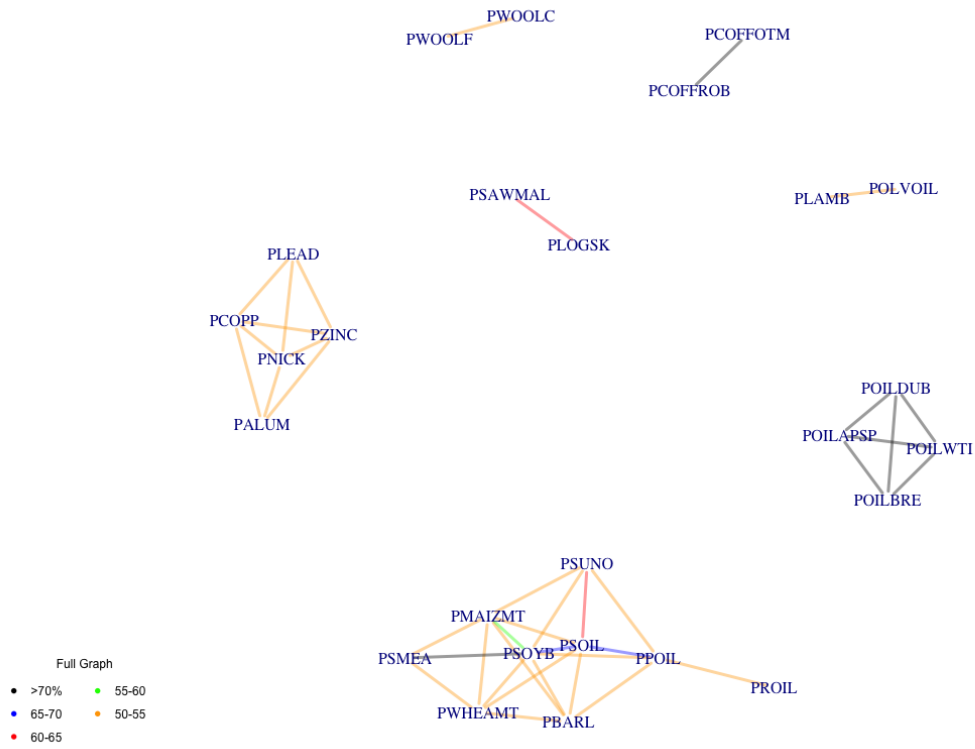 PWOOLC
PWOOLF
PCOFFOTM
PCOFFROB
PSAWMAL
POLVOIL
PLAMB
PLOGSK
PLEAD
PCOPP
PZINC
PNICK
PALUM
POILDUB
POILAPSP
POILWTI
POILBRE
PSUNO
PMAIZMT
PSOIL
PSOYB
PSMEA
PPOIL
PROIL
PWHEAMT
PBARL
Full Graph
>70% 55-60
65-70 50-55
60-65